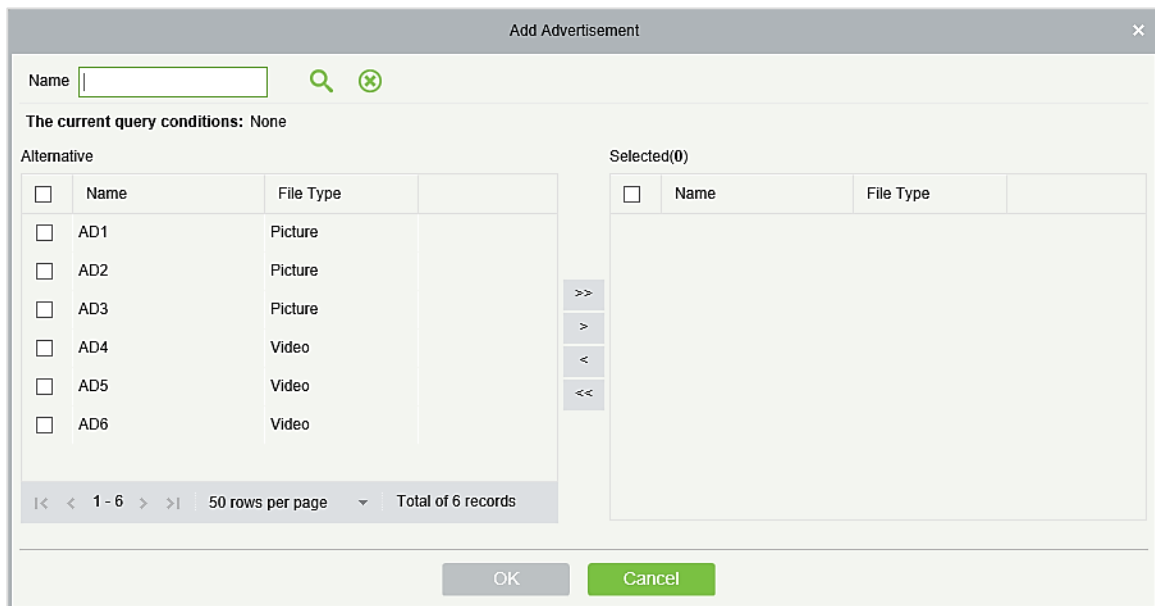 Add Advertisement ×
Name
The current query conditions: None
Alternative
Name File Type
AD1 Picture
AD2 Picture
AD3 Picture
AD4 Video
AD5 Video
AD6 Video
|< < 1 - 6 > >| 50 rows per page Total of 6 records
>>
>
<
<<
Selected(0)
Name File Type
OK Cancel